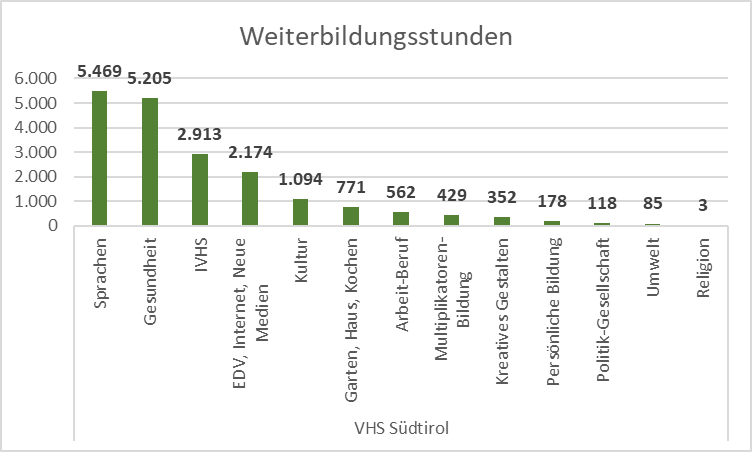 Weiterbildungsstunden
6.000
5.000
4.000
3.000
2.000
1.000
0
5.469
5.205
2.913
2.174
1.094
771
562
429
352
178
118
85
3
Sprachen
Gesundheit
IVHS
EDV, Internet, Neue
Medien
Kultur
Garten, Haus, Kochen
Arbeit-Beruf
Multiplikatoren-
Bildung
Kreatives Gestalten
Persönliche Bildung
Politik-Gesellschaft
Umwelt
Religion
VHS Südtirol